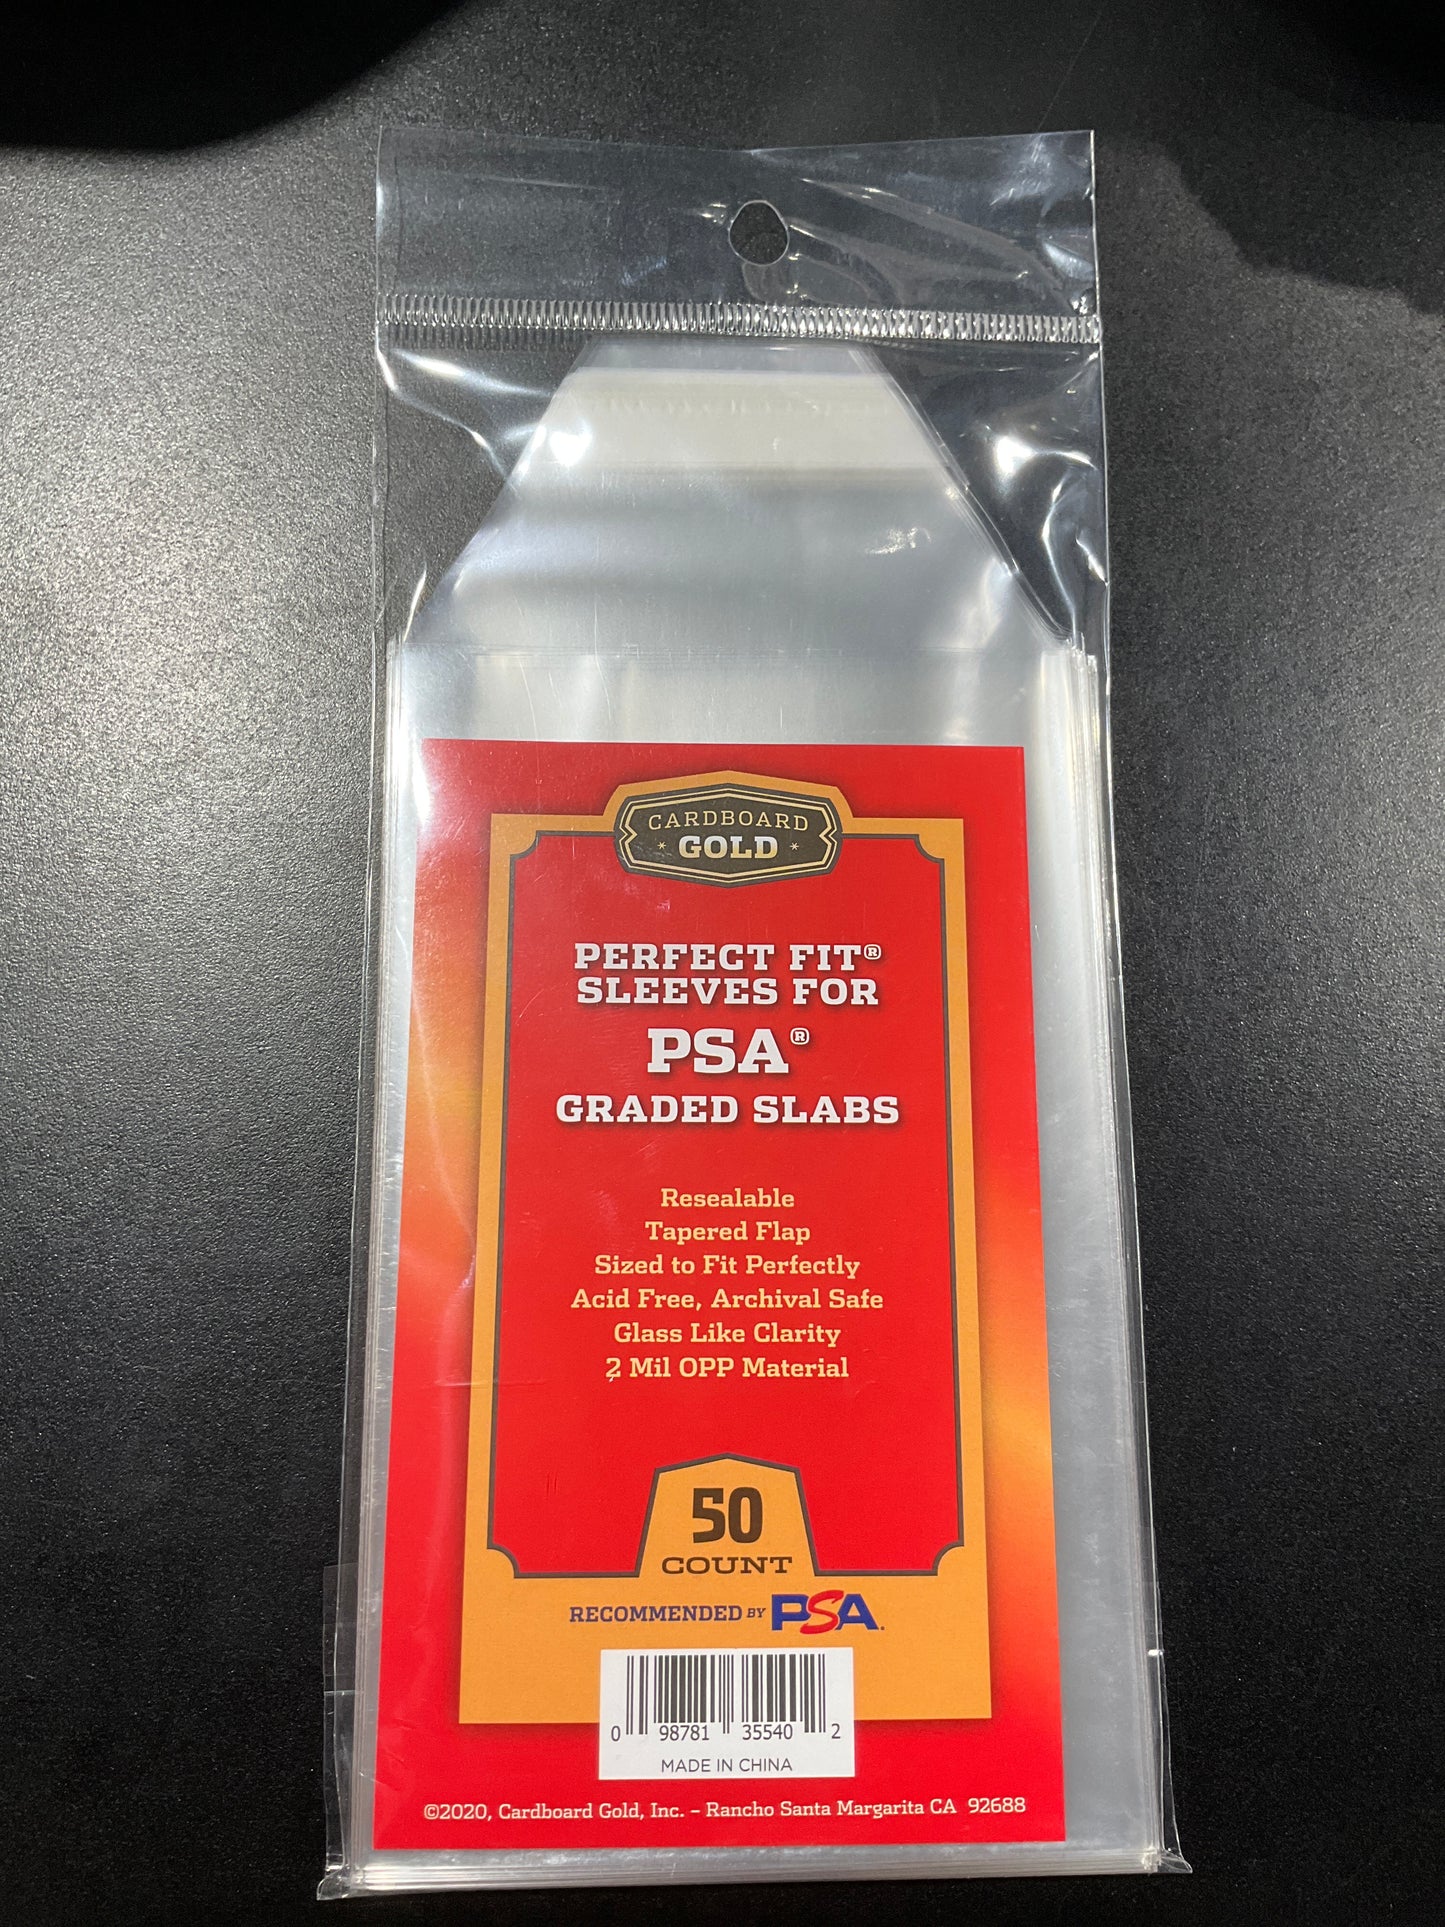 CARDBOARD
* GOLD *
PERFECT FIT®
SLEEVES FOR
PSA®
GRADED SLABS
Resealable
Tapered Flap
Sized to Fit Perfectly
Acid Free, Archival Safe
Glass Like Clarity
2 Mil OPP Material
50
COUNT
RECOMMENDED BY PSA.
0 98781 35540 2
MADE IN CHINA
©2020, Cardboard Gold, Inc. – Rancho Santa Margarita CA 92688